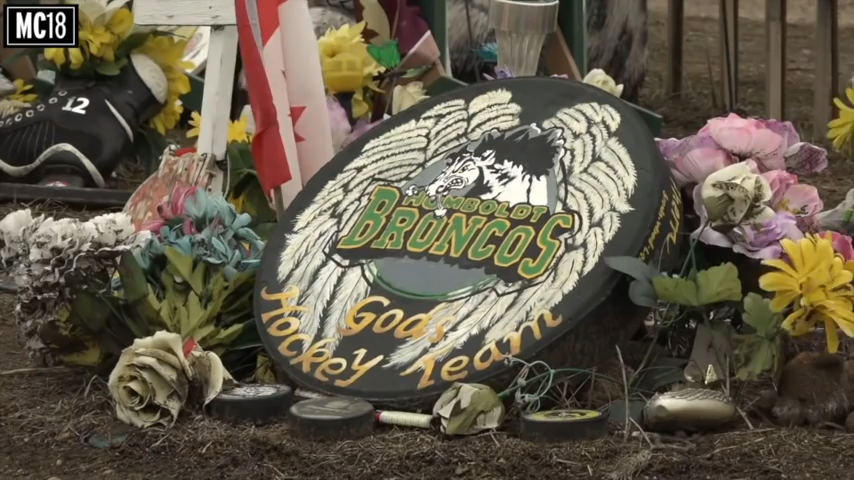 MC18
12
HUMBOLDT
BRONCOS
God's
Hockey Team